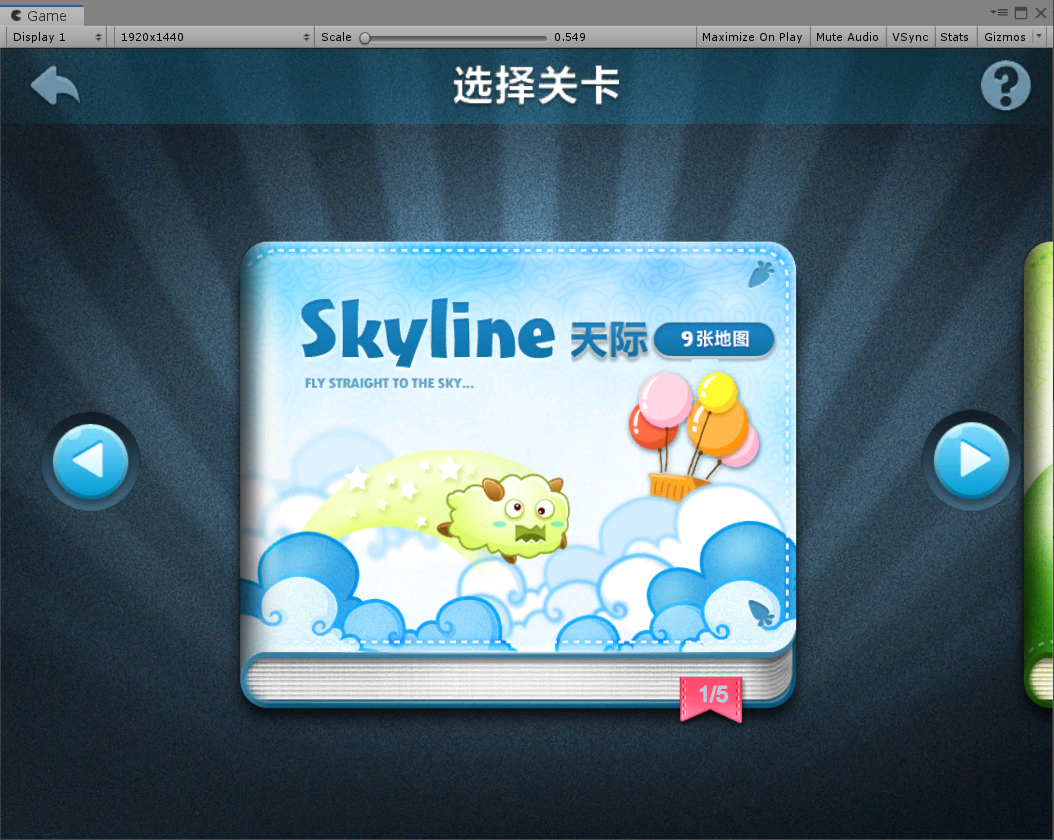 Game
Display 1 1920x1440 Scale 0.549 Maximize On Play Mute Audio VSync Stats Gizmos
选择关卡 ?
Skyline 天际 9张地图
FLY STRAIGHT TO THE SKY...
1/5